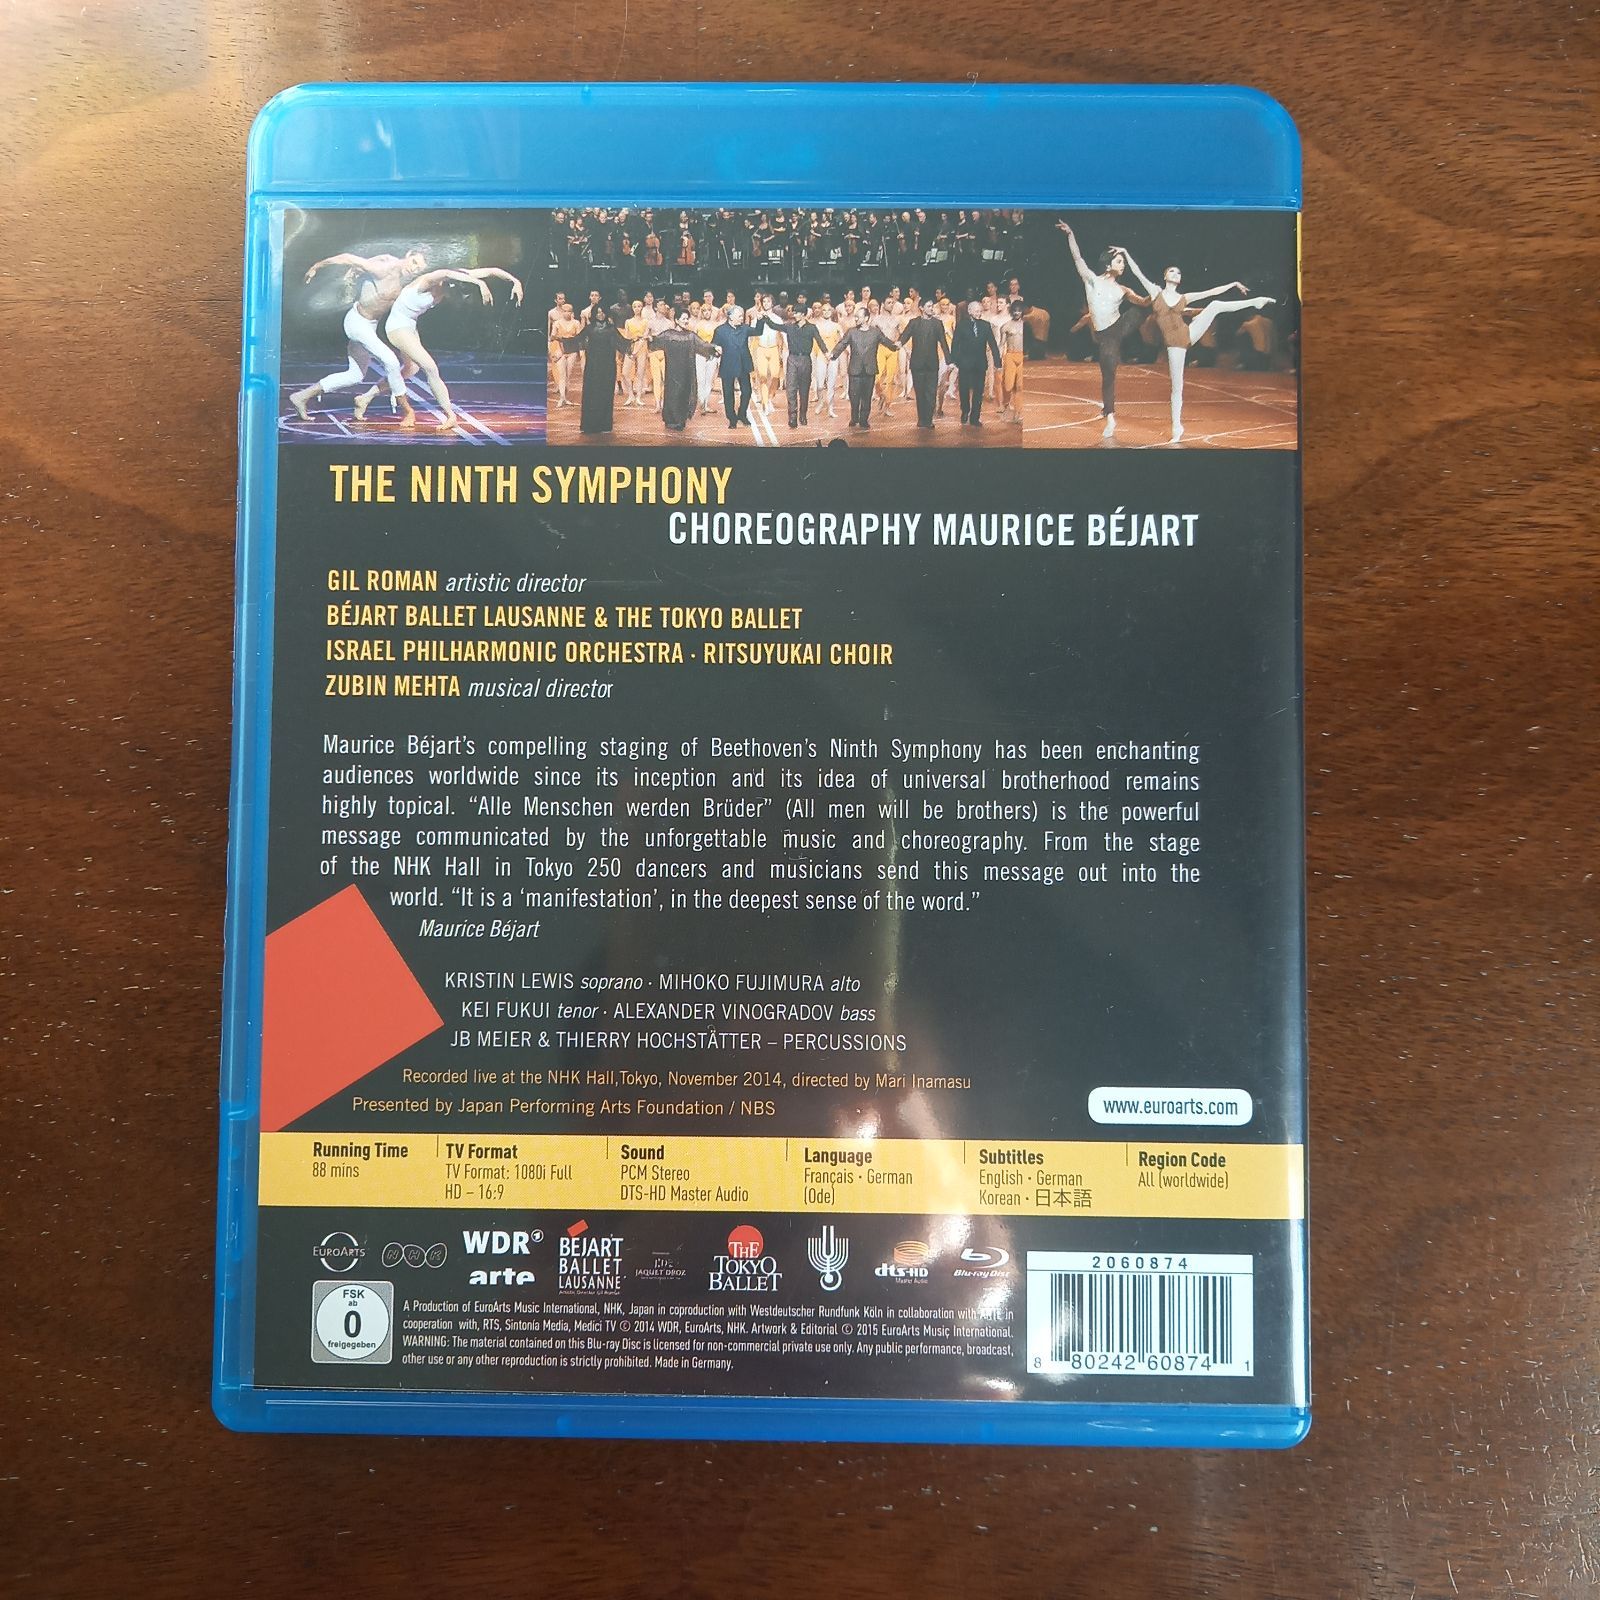 THE NINTH SYMPHONY
CHOREOGRAPHY MAURICE BÉJART
GIL ROMAN artistic director
BÉJART BALLET LAUSANNE & THE TOKYO BALLET
ISRAEL PHILHARMONIC ORCHESTRA · RITSUYUKAI CHOIR
ZUBIN MEHTA musical director
Maurice Béjart's compelling staging of Beethoven's Ninth Symphony has been enchanting
audiences worldwide since its inception and its idea of universal brotherhood remains
highly topical. “Alle Menschen werden Brüder” (All men will be brothers) is the powerful
message communicated by the unforgettable music and choreography. From the stage
of the NHK Hall in Tokyo 250 dancers and musicians send this message out into the
world. “It is a ‘manifestation’, in the deepest sense of the word.”
Maurice Béjart
KRISTIN LEWIS soprano · MIHOKO FUJIMURA alto
KEI FUKUI tenor · ALEXANDER VINOGRADOV bass
JB MEIER & THIERRY HOCHSTÄTTER – PERCUSSIONS
Recorded live at the NHK Hall,Tokyo, November 2014, directed by Mari Inamasu
Presented by Japan Performing Arts Foundation / NBS
www.euroarts.com
Running Time
88 mins
TV Format
TV Format: 1080i Full
HD – 16:9
Sound
PCM Stereo
DTS-HD Master Audio
Language
Français · German
(Ode)
Subtitles
English · German
Korean · 日本語
Region Code
All (worldwide)
EUROARTS
NHK
WDR
arte
BÉJART
BALLET
LAUSANNE
Artistic Director Gil Roman
JAQUET DROZ
THE
TOKYO
BALLET
dts-HD
Master Audio
Blu-ray Disc
FSK
ab
0
freigegeben
A Production of EuroArts Music International, NHK, Japan in coproduction with Westdeutscher Rundfunk Köln in collaboration with ARTE in
cooperation with, RTS, Sintonía Media, Medici TV © 2014 WDR, EuroArts, NHK. Artwork & Editorial © 2015 EuroArts Music International.
WARNING: The material contained on this Blu-ray Disc is licensed for non-commercial private use only. Any public performance, broadcast,
other use or any other reproduction is strictly prohibited. Made in Germany.
2060874
8 80242 60874 1